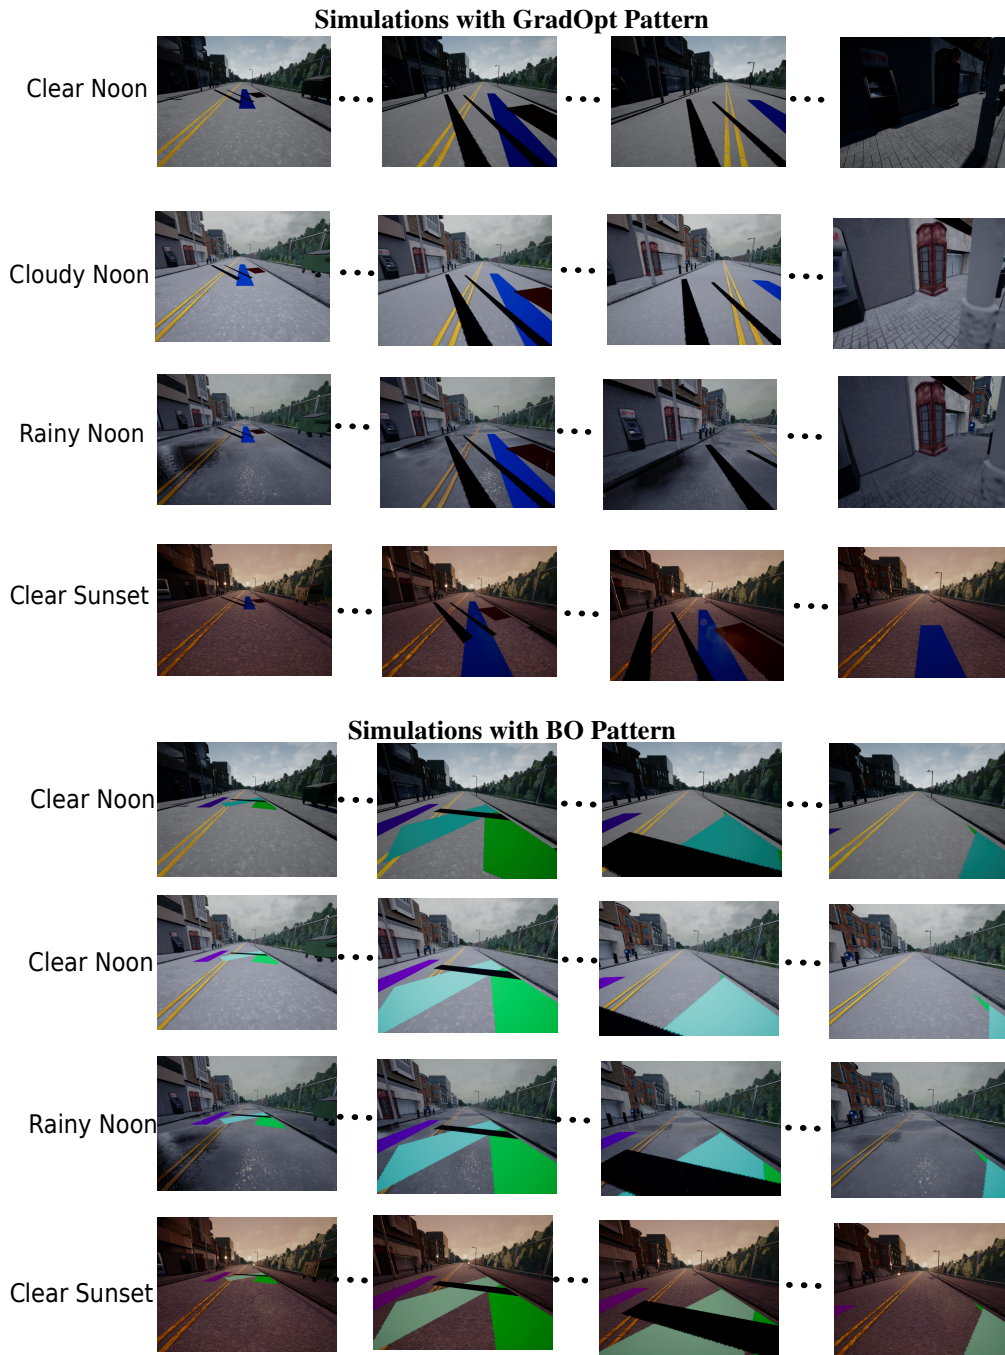 Simulations with GradOpt Pattern
Clear Noon
Cloudy Noon
Rainy Noon
Clear Sunset
Simulations with BO Pattern
Clear Noon
Clear Noon
Rainy Noon
Clear Sunset